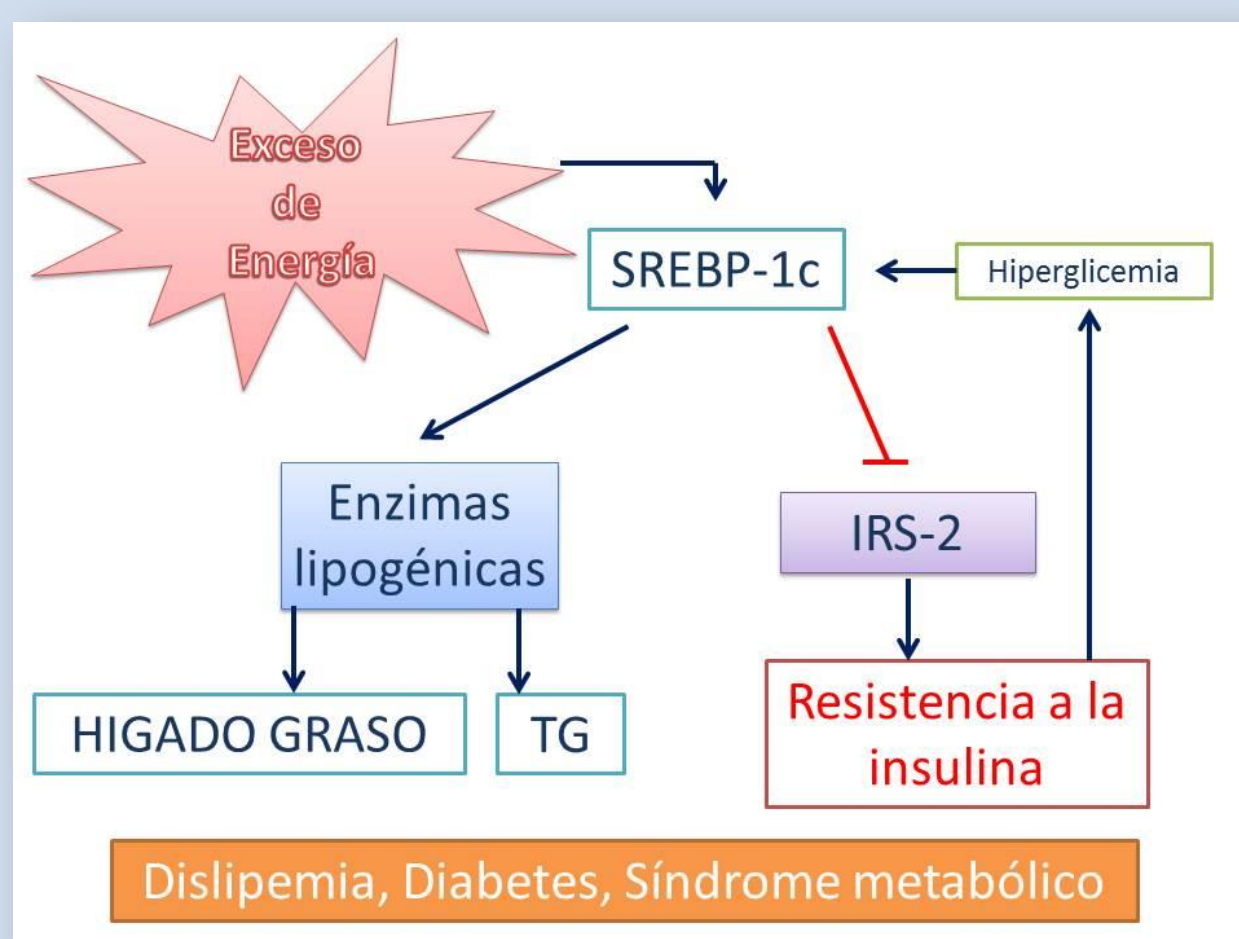 Exceso
de
Energía
SREBP-1c
Hiperglicemia
Enzimas
lipogénicas
IRS-2
HIGADO GRASO
TG
Resistencia a la
insulina
Dislipemia, Diabetes, Síndrome metabólico